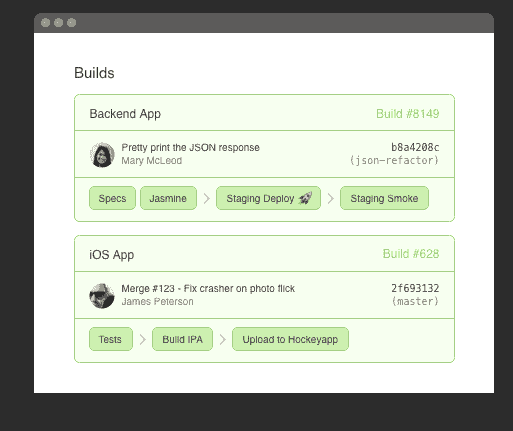 Builds
Backend App Build #8149
Pretty print the JSON response b8a4208c
Mary McLeod (json-refactor)
Specs Jasmine Staging Deploy 🚀 Staging Smoke
iOS App Build #628
Merge #123 - Fix crasher on photo flick 2f693132
James Peterson (master)
Tests Build IPA Upload to Hockeyapp